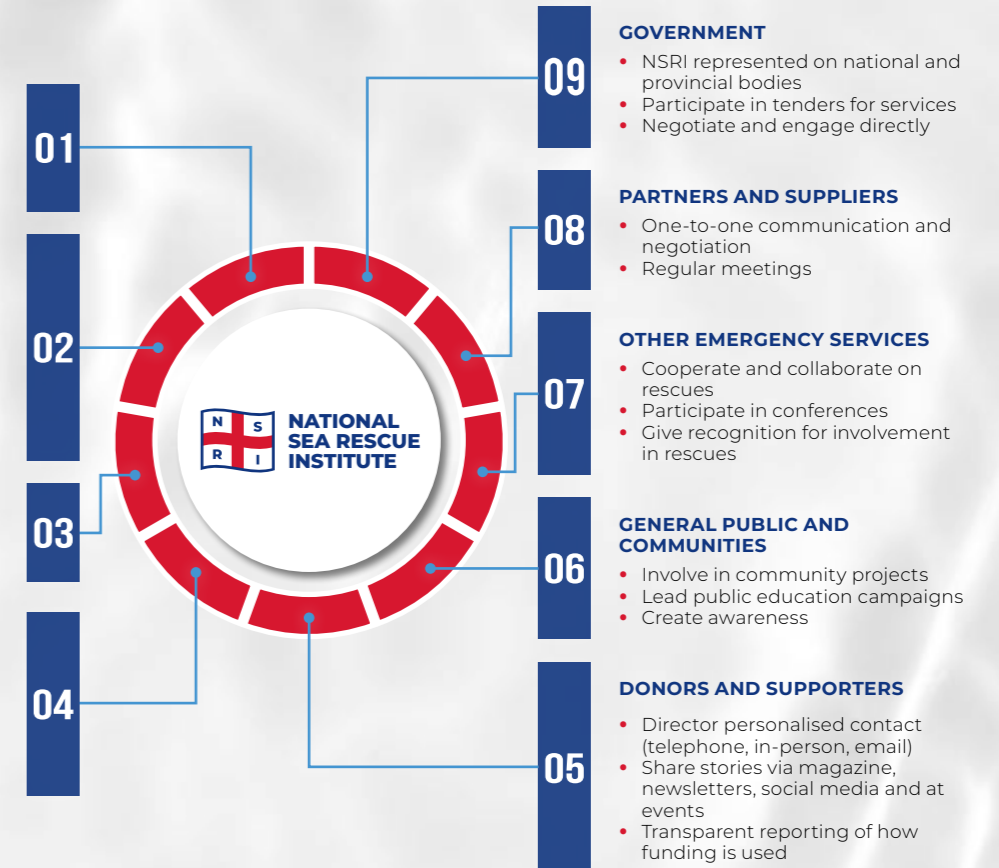 01
02
03
04
N S
R I
NATIONAL
SEA RESCUE
INSTITUTE
09
GOVERNMENT
• NSRI represented on national and
provincial bodies
• Participate in tenders for services
• Negotiate and engage directly
08
PARTNERS AND SUPPLIERS
• One-to-one communication and
negotiation
• Regular meetings
07
OTHER EMERGENCY SERVICES
• Cooperate and collaborate on
rescues
• Participate in conferences
• Give recognition for involvement
in rescues
06
GENERAL PUBLIC AND
COMMUNITIES
• Involve in community projects
• Lead public education campaigns
• Create awareness
05
DONORS AND SUPPORTERS
• Director personalised contact
(telephone, in-person, email)
• Share stories via magazine,
newsletters, social media and at
events
• Transparent reporting of how
funding is used